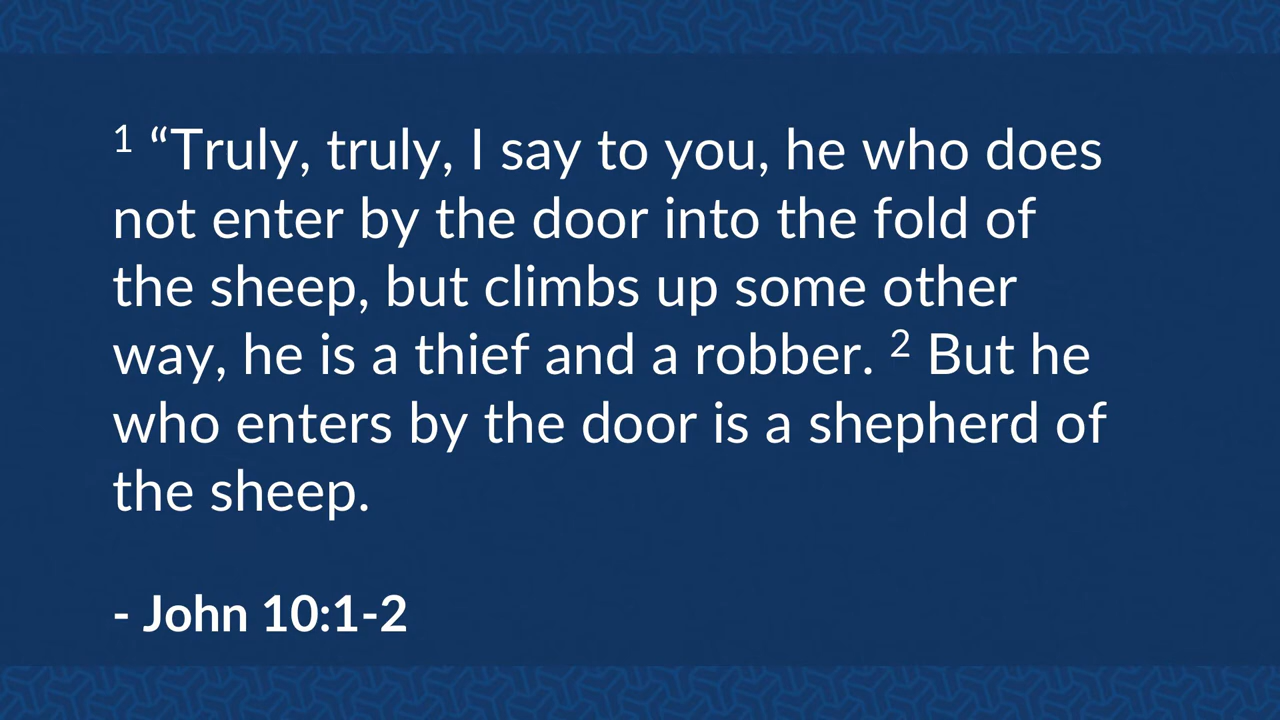 1 “Truly, truly, I say to you, he who does
not enter by the door into the fold of
the sheep, but climbs up some other
way, he is a thief and a robber. 2 But he
who enters by the door is a shepherd of
the sheep.
- John 10:1-2